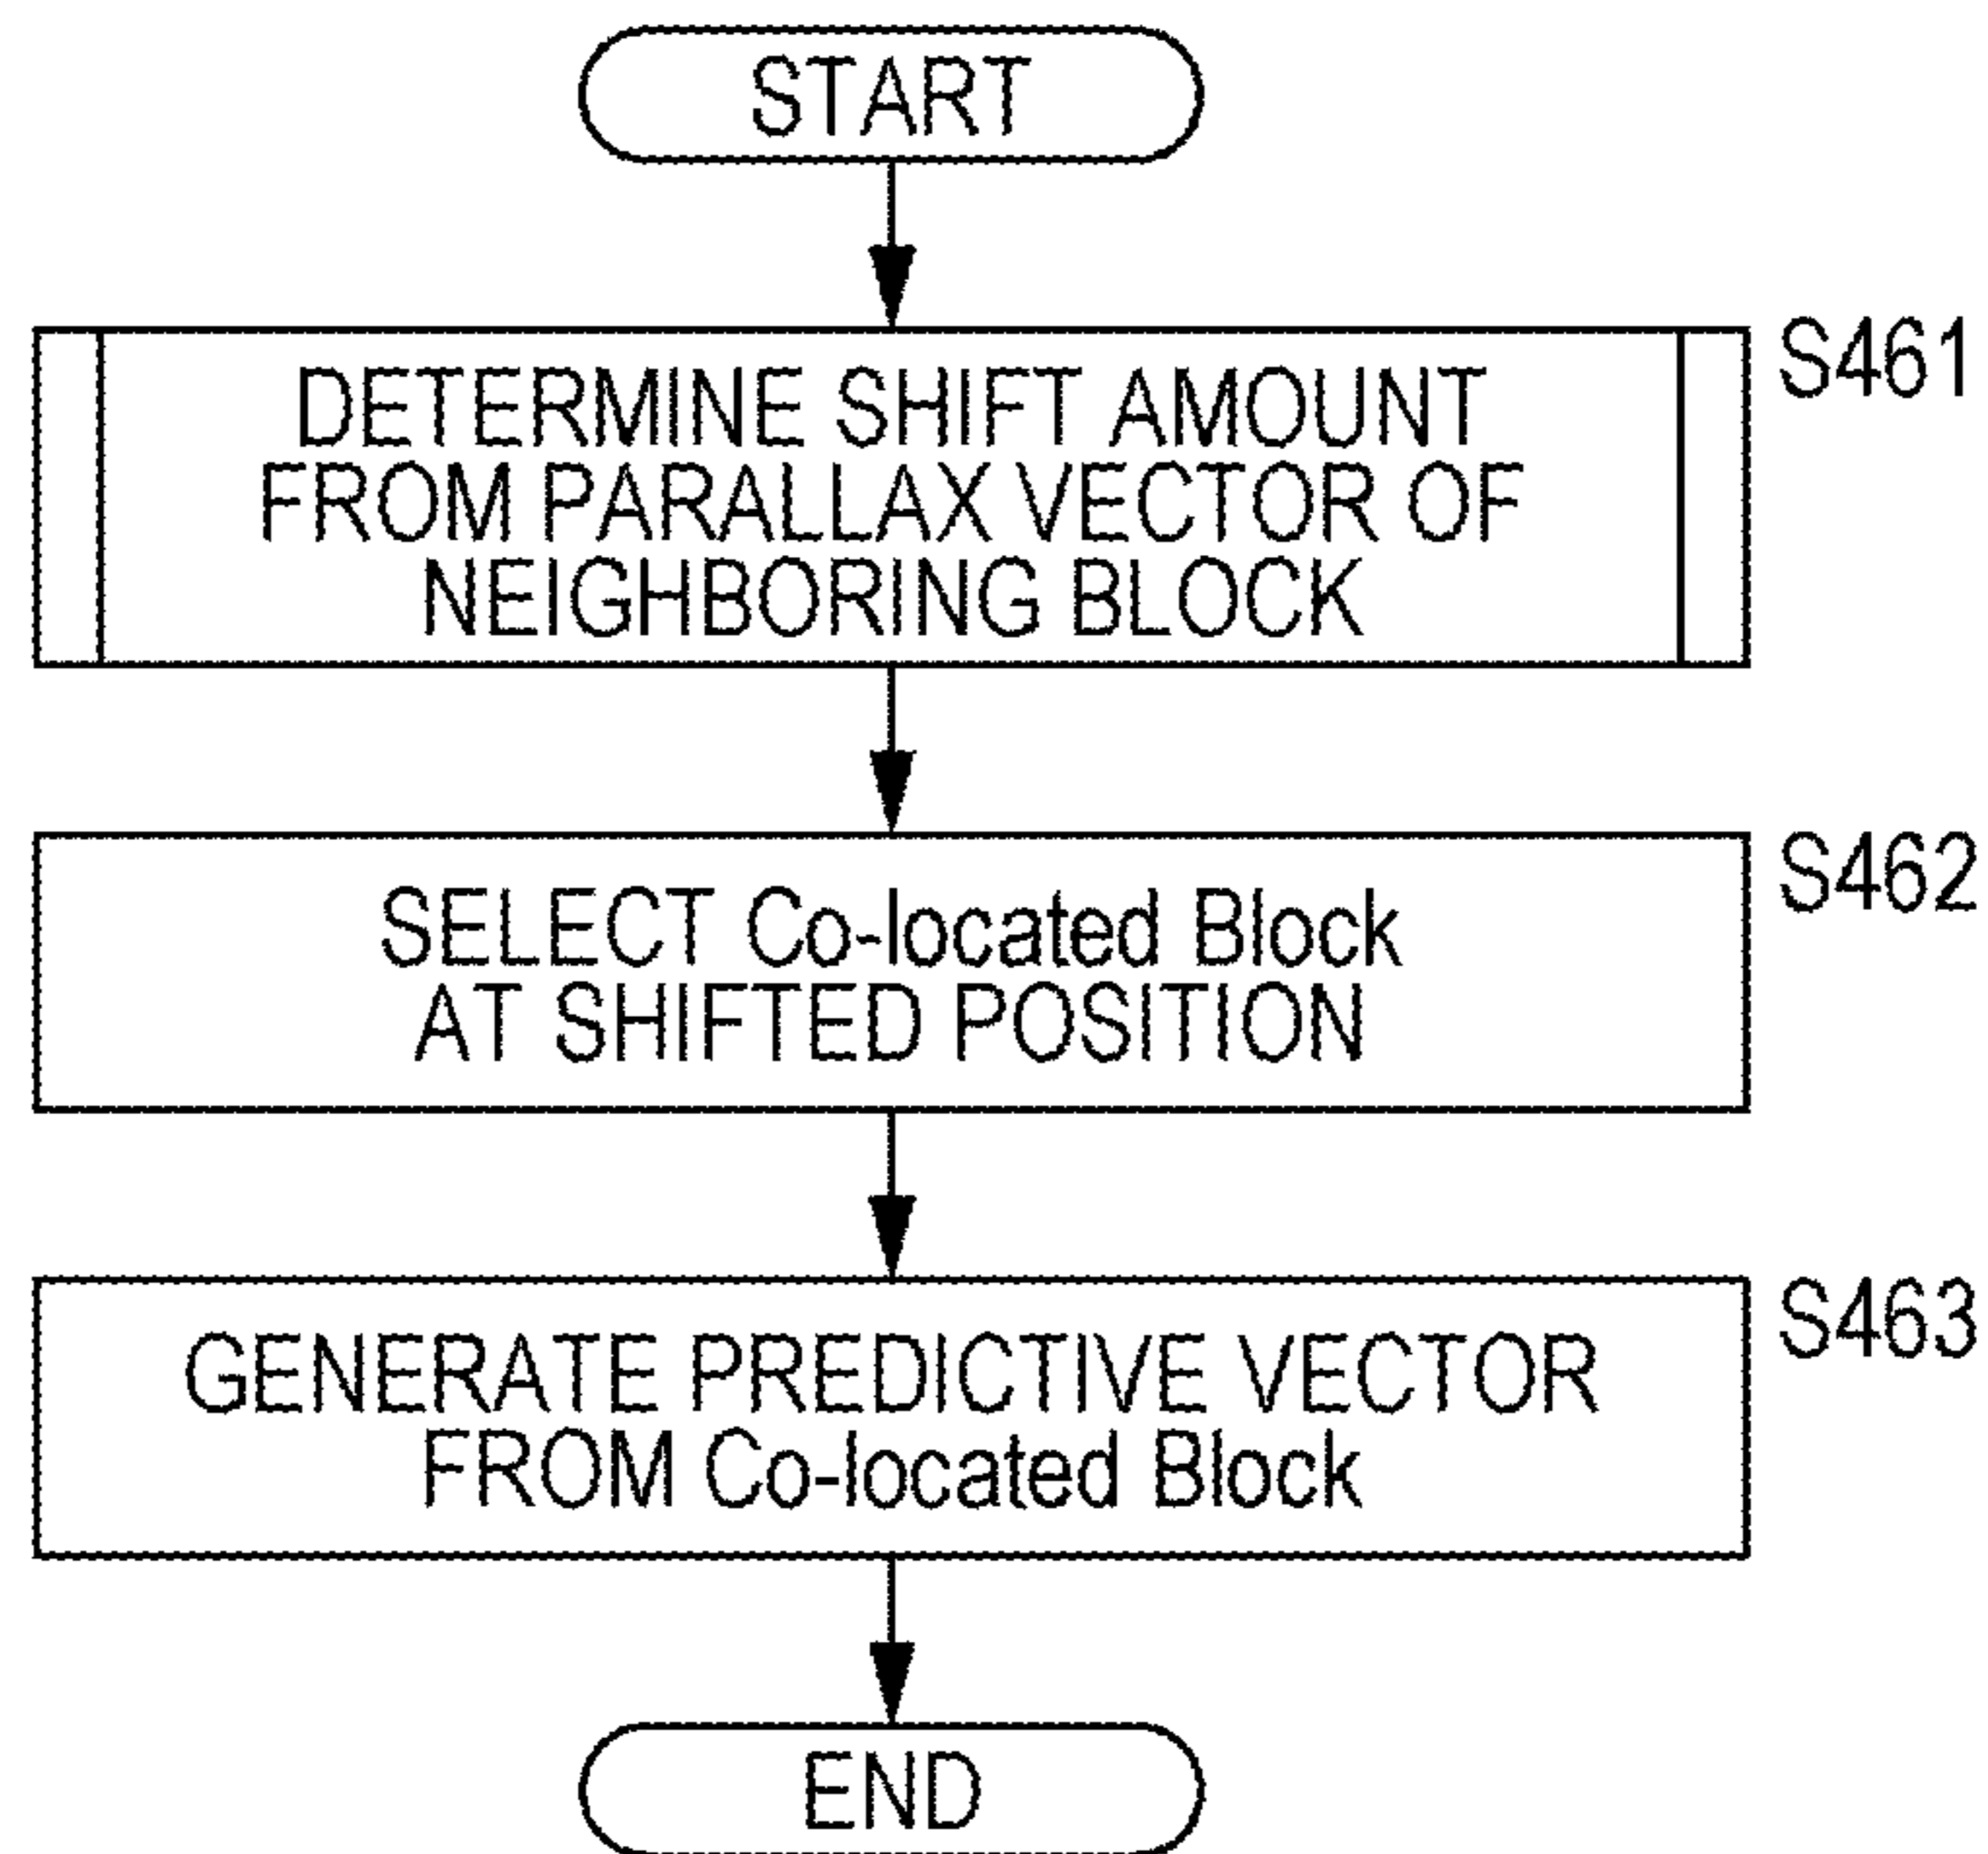 START
S461
DETERMINE SHIFT AMOUNT
FROM PARALLAX VECTOR OF
NEIGHBORING BLOCK
S462
SELECT Co-located Block
AT SHIFTED POSITION
S463
GENERATE PREDICTIVE VECTOR
FROM Co-located Block
END